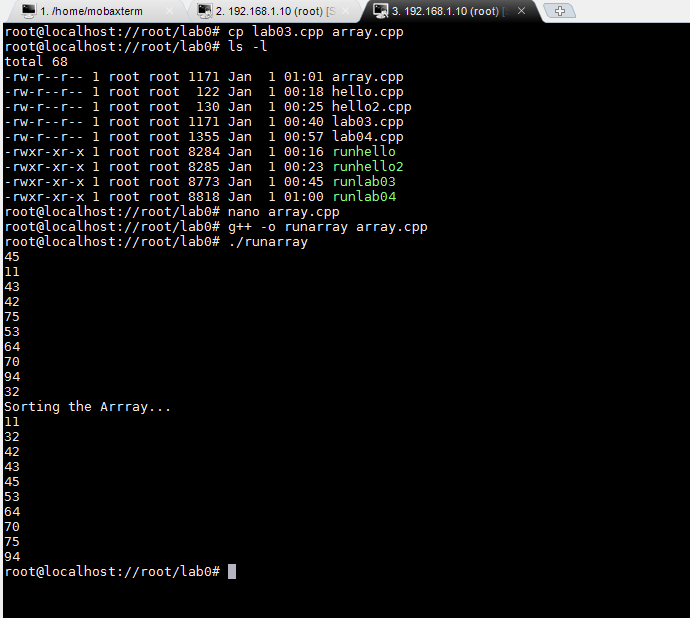 1. /home/mobaxterm
2. 192.168.1.10 (root) [S
3. 192.168.1.10 (root) [
root@localhost://root/lab0# cp lab03.cpp array.cpp
root@localhost://root/lab0# ls -l
total 68
-rw-r--r-- 1 root root 1171 Jan  1 01:01 array.cpp
-rw-r--r-- 1 root root  122 Jan  1 00:18 hello.cpp
-rw-r--r-- 1 root root  130 Jan  1 00:25 hello2.cpp
-rw-r--r-- 1 root root 1171 Jan  1 00:40 lab03.cpp
-rw-r--r-- 1 root root 1355 Jan  1 00:57 lab04.cpp
-rwxr-xr-x 1 root root 8284 Jan  1 00:16 runhello
-rwxr-xr-x 1 root root 8285 Jan  1 00:23 runhello2
-rwxr-xr-x 1 root root 8773 Jan  1 00:45 runlab03
-rwxr-xr-x 1 root root 8818 Jan  1 01:00 runlab04
root@localhost://root/lab0# nano array.cpp
root@localhost://root/lab0# g++ -o runarray array.cpp
root@localhost://root/lab0# ./runarray
45
11
43
42
75
53
64
70
94
32
Sorting the Arrray...
11
32
42
43
45
53
64
70
75
94
root@localhost://root/lab0#